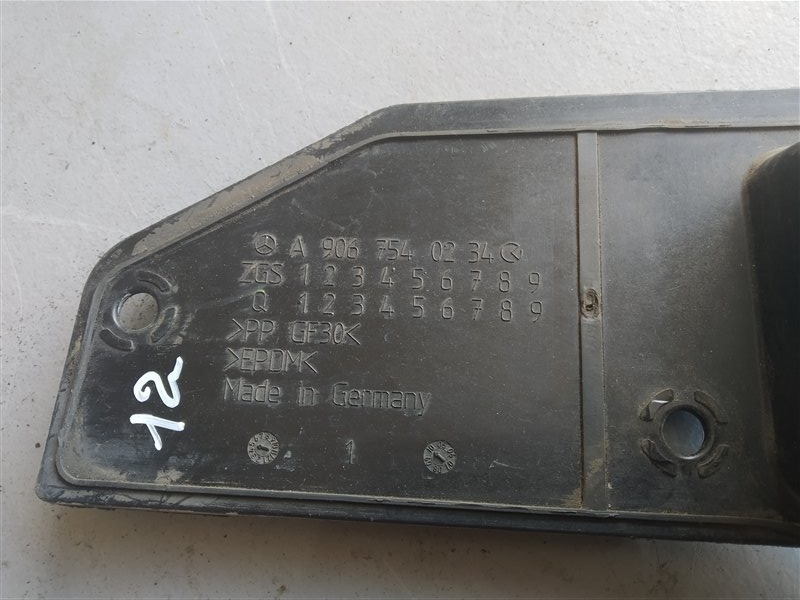 A 906 754 02 34
ZGS 1 2 3 4 5 6 7 8 9
Q 1 2 3 4 5 6 7 8 9
>PP GF30<
>EPDM<
Made in Germany
12
1